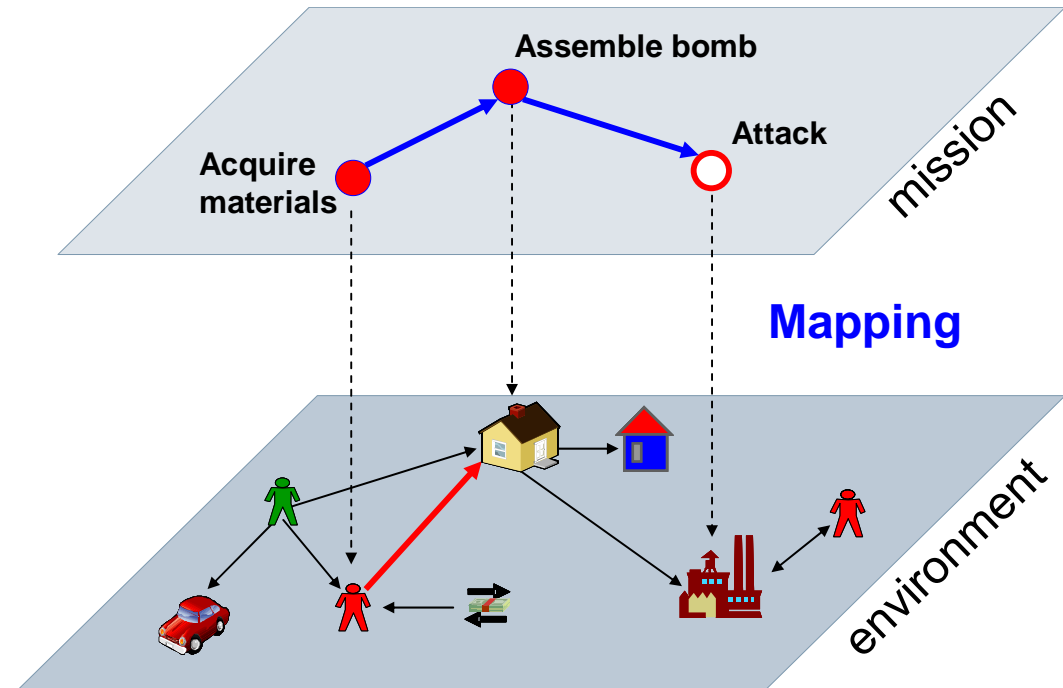 Assemble bomb
Attack
Acquire
materials
mission
Mapping
environment